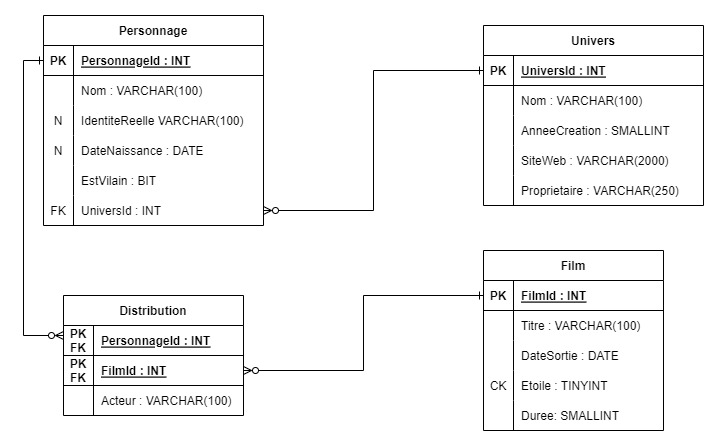 Personnage
PK PersonnageId : INT
Nom : VARCHAR(100)
N IdentiteReelle VARCHAR(100)
N DateNaissance : DATE
EstVilain : BIT
FK UniversId : INT
Univers
PK UniversId : INT
Nom : VARCHAR(100)
AnneeCreation : SMALLINT
SiteWeb : VARCHAR(2000)
Proprietaire : VARCHAR(250)
Distribution
PK
FK PersonnageId : INT
PK
FK FilmId : INT
Acteur : VARCHAR(100)
Film
PK FilmId : INT
Titre : VARCHAR(100)
DateSortie : DATE
CK Etoile : TINYINT
Duree: SMALLINT